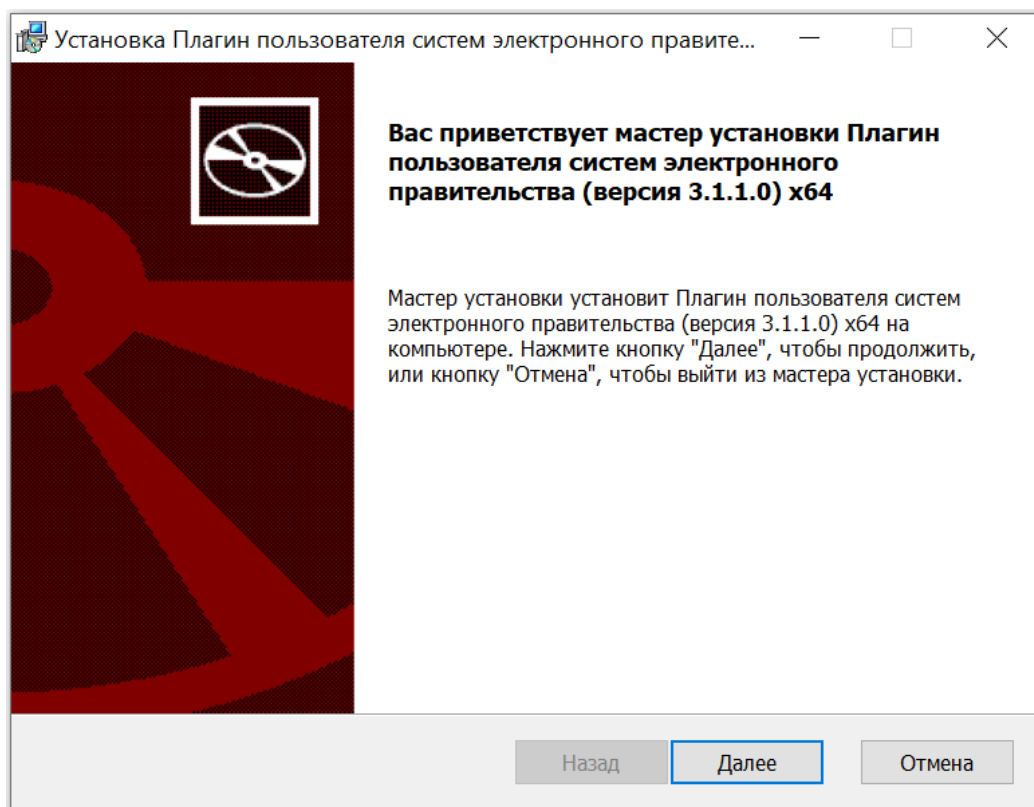 Установка Плагин пользователя систем электронного правите...
Вас приветствует мастер установки Плагин
пользователя систем электронного
правительства (версия 3.1.1.0) x64
Мастер установки установит Плагин пользователя систем
электронного правительства (версия 3.1.1.0) x64 на
компьютере. Нажмите кнопку "Далее", чтобы продолжить,
или кнопку "Отмена", чтобы выйти из мастера установки.
Назад Далее Отмена